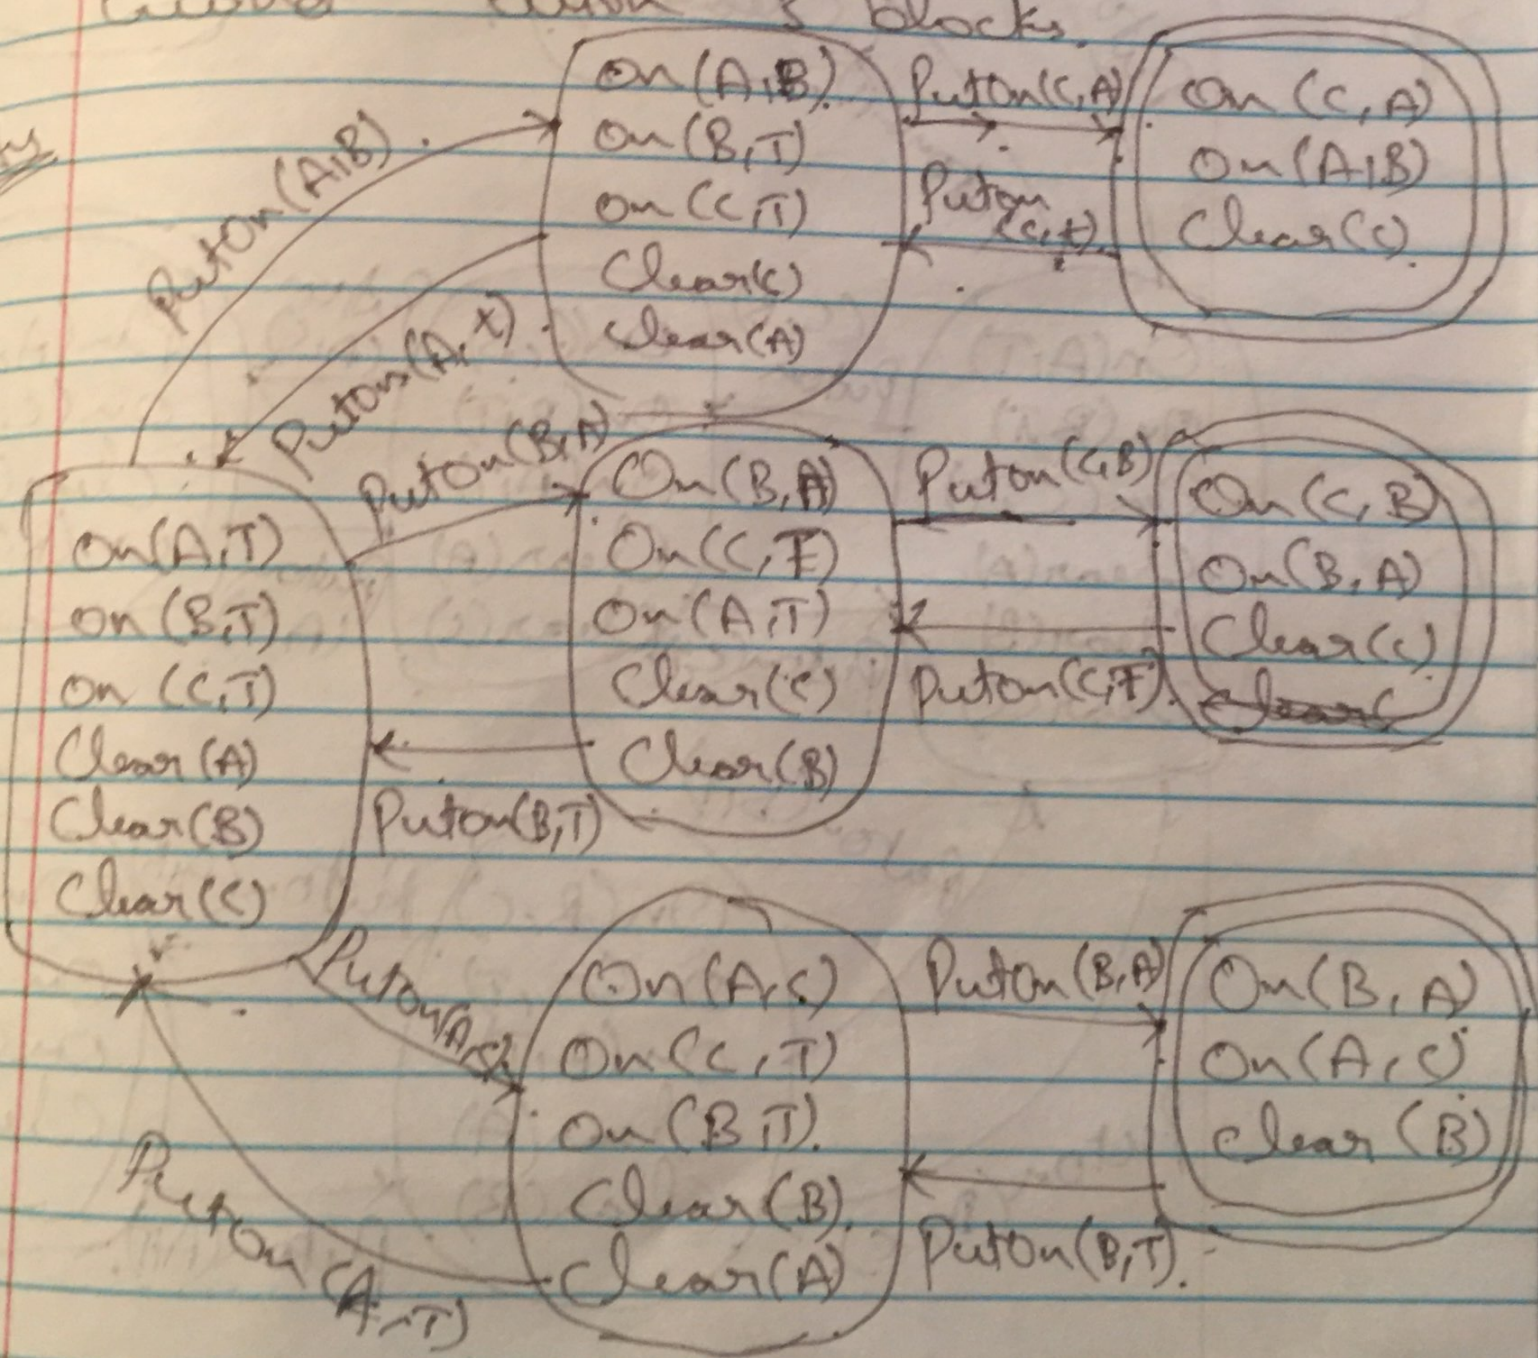 blocks.
On(A,B).
On(B,T)
On(C,T)
Clear(C)
Clear(A)
PutOn(C,A)
PutOn
(C,t).
On (C,A)
On(A,B)
Clear(C).
PutOn(A,B).
PutOn(A,t)
PutOn(B,A)
On(A,T)
On (B,T)
On (C,T)
Clear(A)
Clear(B)
Clear(C)
PutOn(B,T)
On(B,A)
On(C,T)
On(A,T)
Clear(C)
Clear(B)
PutOn(C,B)
PutOn(C,T).
On(C,B)
On(B,A)
Clear(C)
Clear(
PutOn(A,C)
PutOn(A,T)
On(A,C)
On(C,T)
On(B,T).
Clear(B).
Clear(A)
PutOn(B,A)
PutOn(B,T).
On(B,A)
On(A,C)
Clear(B)